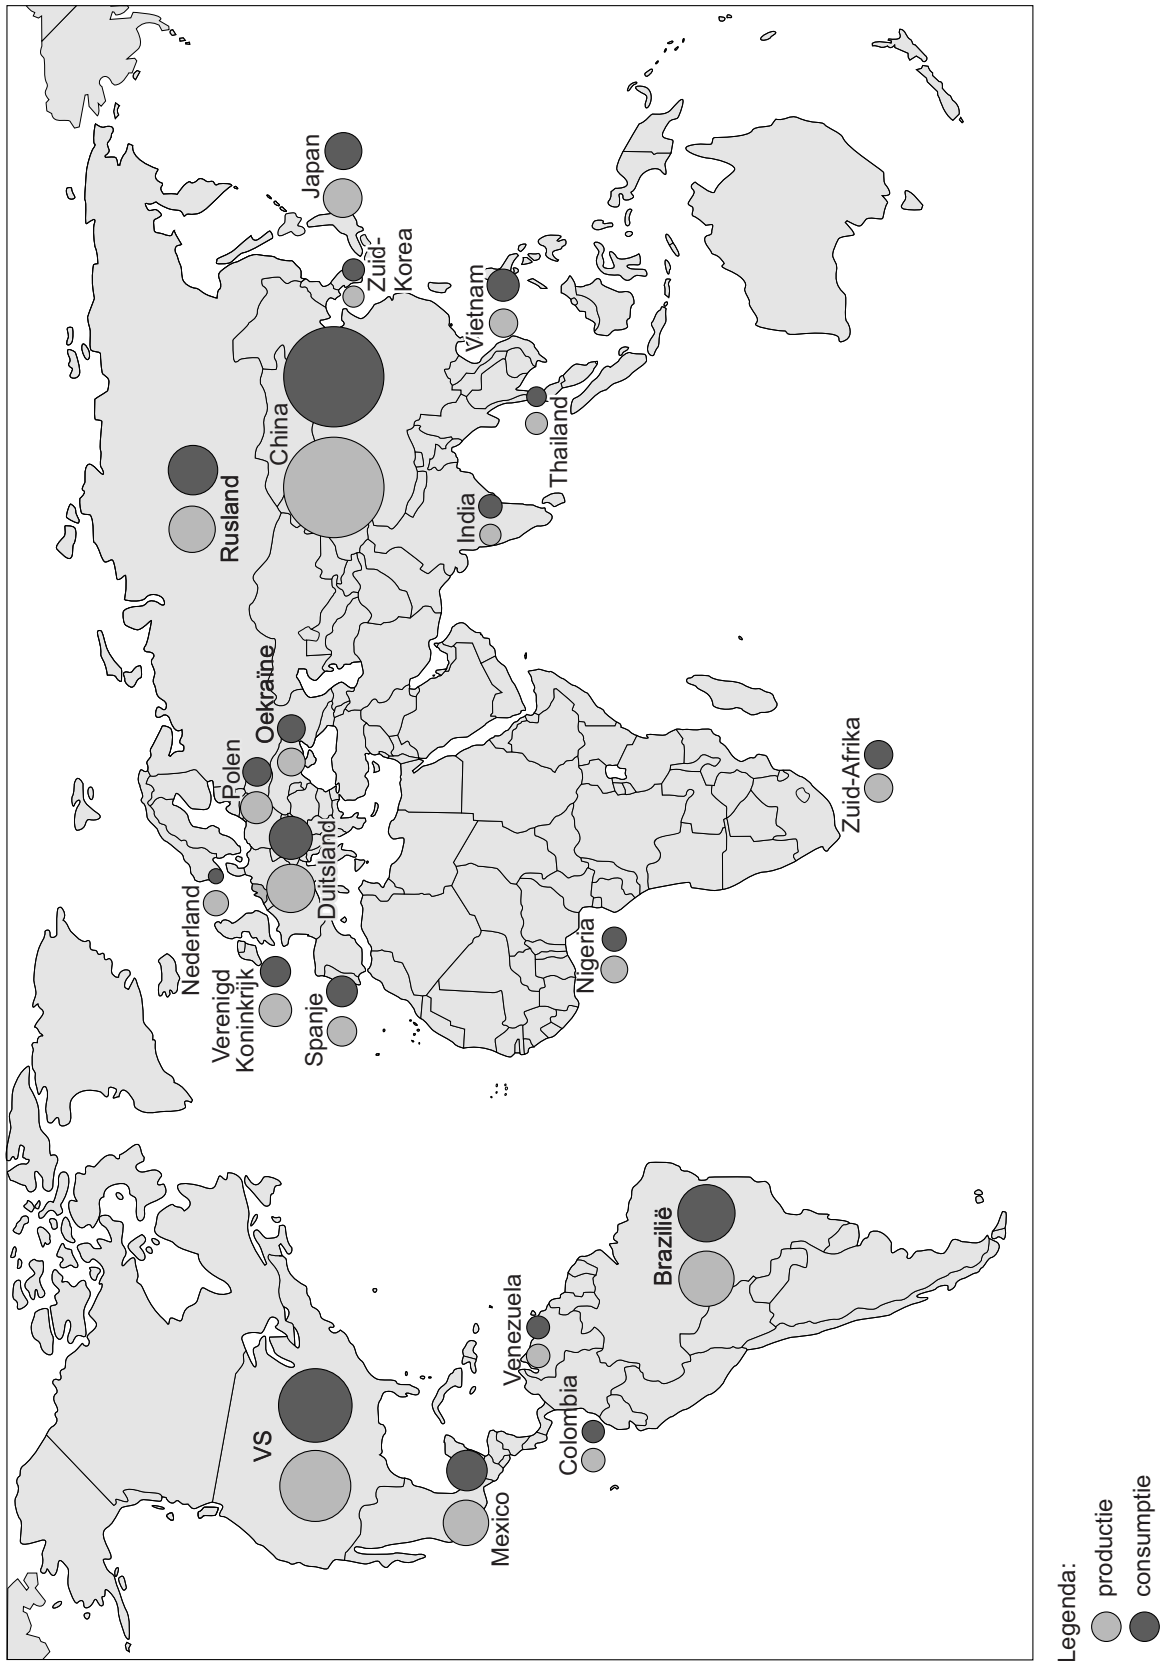 Nederland
Verenigd
Koninkrijk
Spanje
Polen
Oekraïne
Duitsland
Rusland
China
Japan
Zuid-
Korea
Vietnam
Thailand
India
VS
Mexico
Venezuela
Colombia
Brazilië
Nigeria
Zuid-Afrika
Legenda:
productie
consumptie